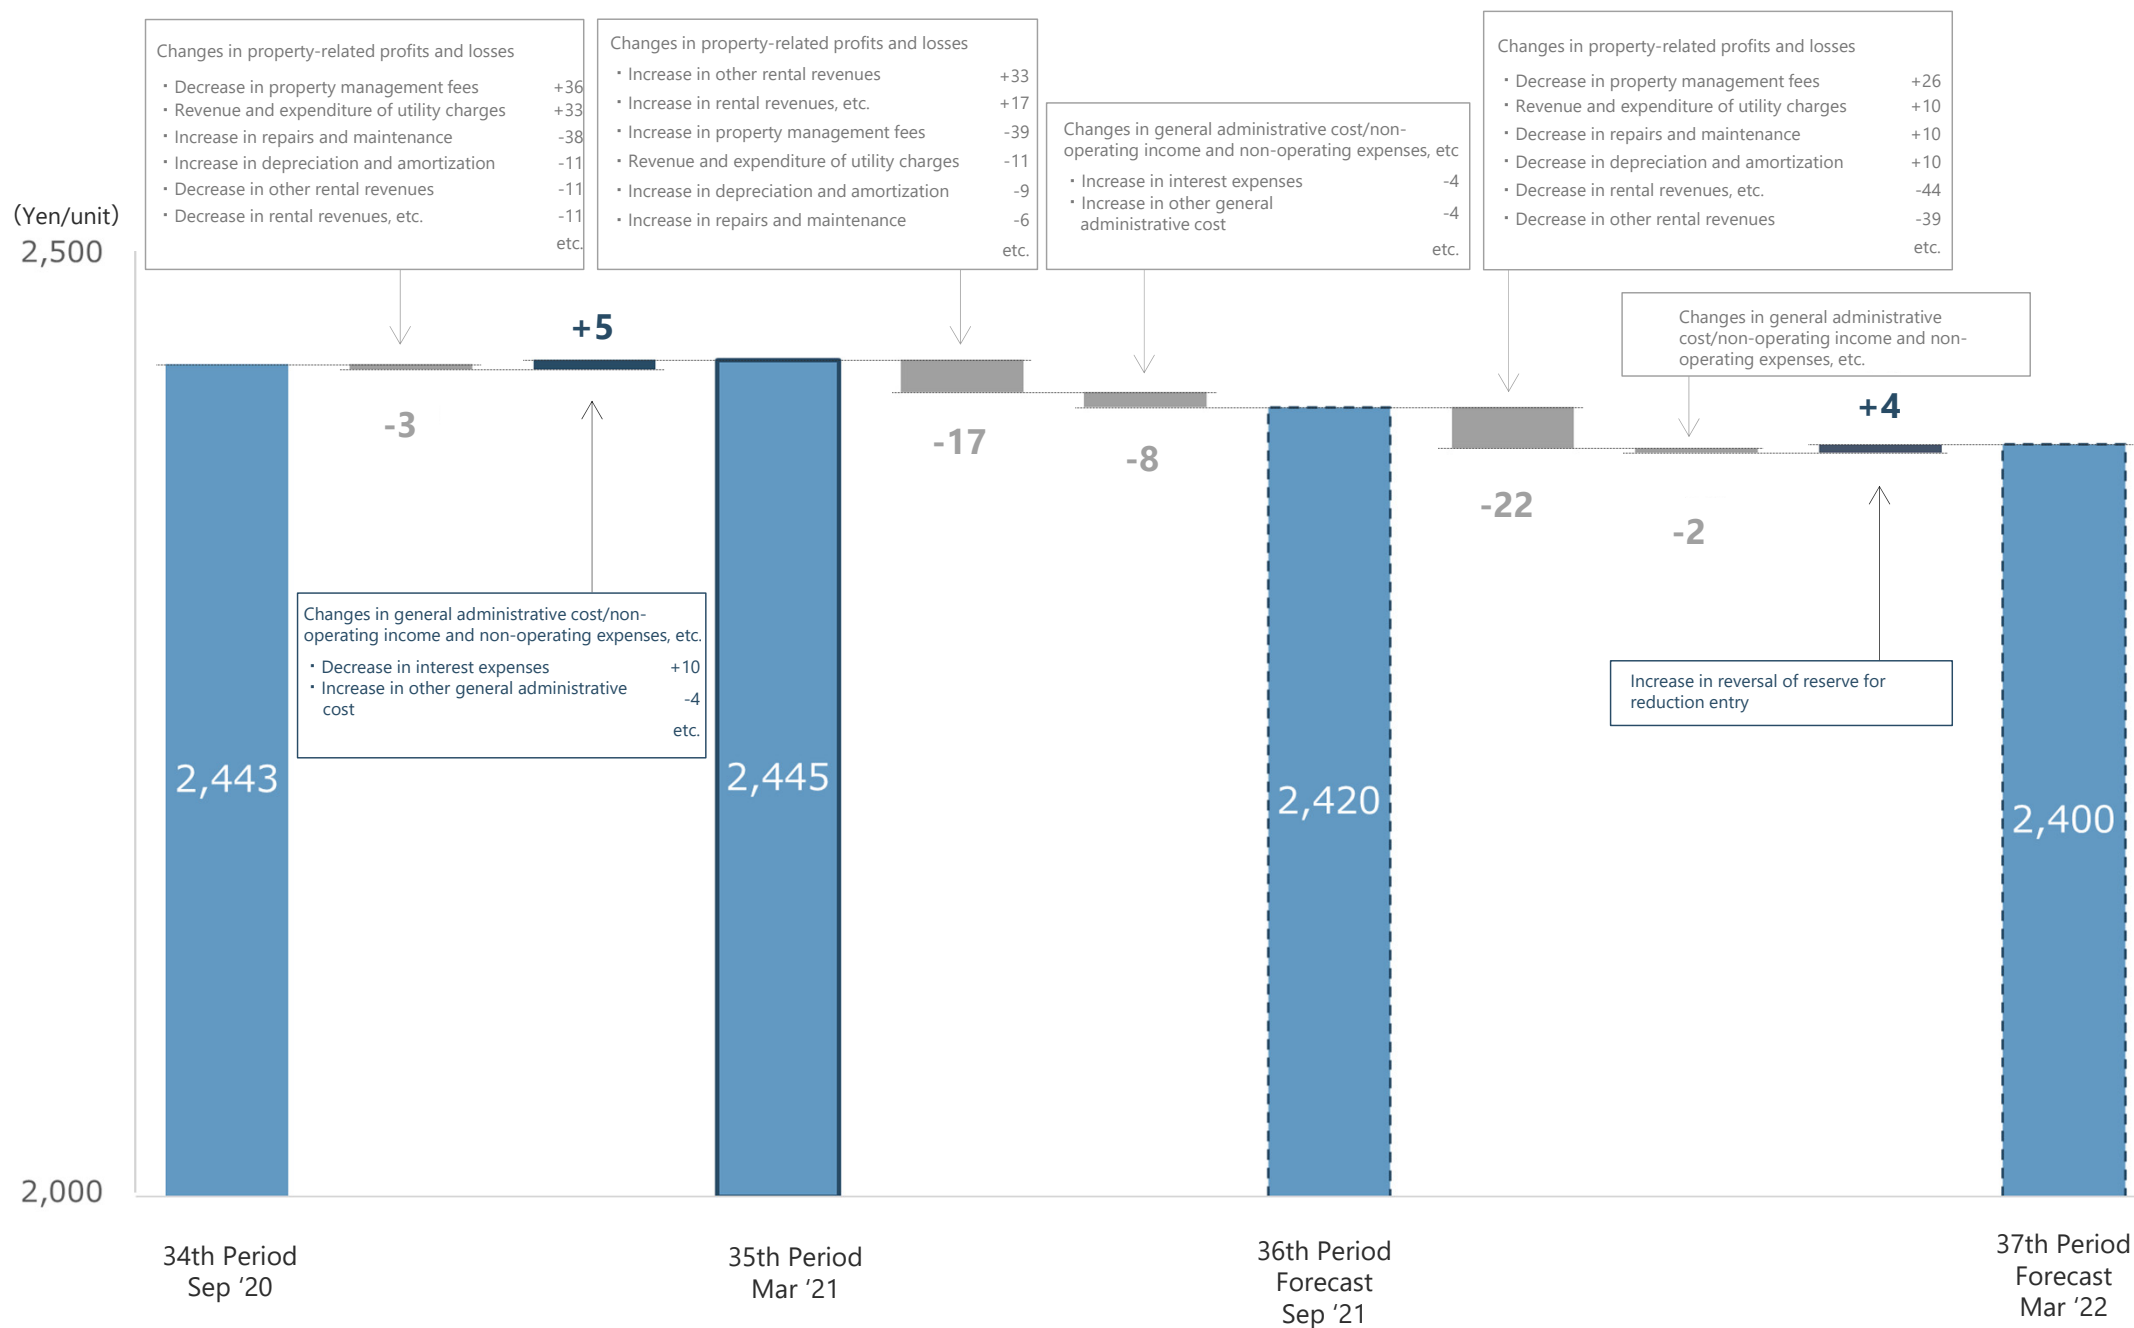 Changes in property-related profits and losses
・Decrease in property management fees +36
・Revenue and expenditure of utility charges +33
・Increase in repairs and maintenance -38
・Increase in depreciation and amortization -11
・Decrease in other rental revenues -11
・Decrease in rental revenues, etc. -11
etc.
Changes in property-related profits and losses
・Increase in other rental revenues +33
・Increase in rental revenues, etc. +17
・Increase in property management fees -39
・Revenue and expenditure of utility charges -11
・Increase in depreciation and amortization -9
・Increase in repairs and maintenance -6
etc.
Changes in general administrative cost/non-
operating income and non-operating expenses, etc
・Increase in interest expenses -4
・Increase in other general
administrative cost -4
etc.
Changes in property-related profits and losses
・Decrease in property management fees +26
・Revenue and expenditure of utility charges +10
・Decrease in repairs and maintenance +10
・Decrease in depreciation and amortization +10
・Decrease in rental revenues, etc. -44
・Decrease in other rental revenues -39
etc.
Changes in general administrative
cost/non-operating income and non-
operating expenses, etc.
（Yen/unit）
2,500
2,000
-3
+5
-17
-8
-22
-2
+4
Changes in general administrative cost/non-
operating income and non-operating expenses, etc.
・Decrease in interest expenses +10
・Increase in other general administrative
cost -4
etc.
Increase in reversal of reserve for
reduction entry
2,443
2,445
2,420
2,400
34th Period
Sep ‘20
35th Period
Mar ‘21
36th Period
Forecast
Sep ‘21
37th Period
Forecast
Mar ‘22